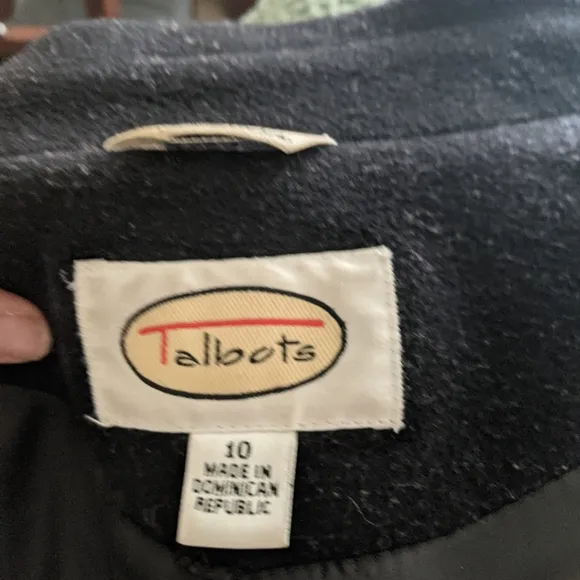 Talbots
10
MADE IN
DOMINICAN
REPUBLIC